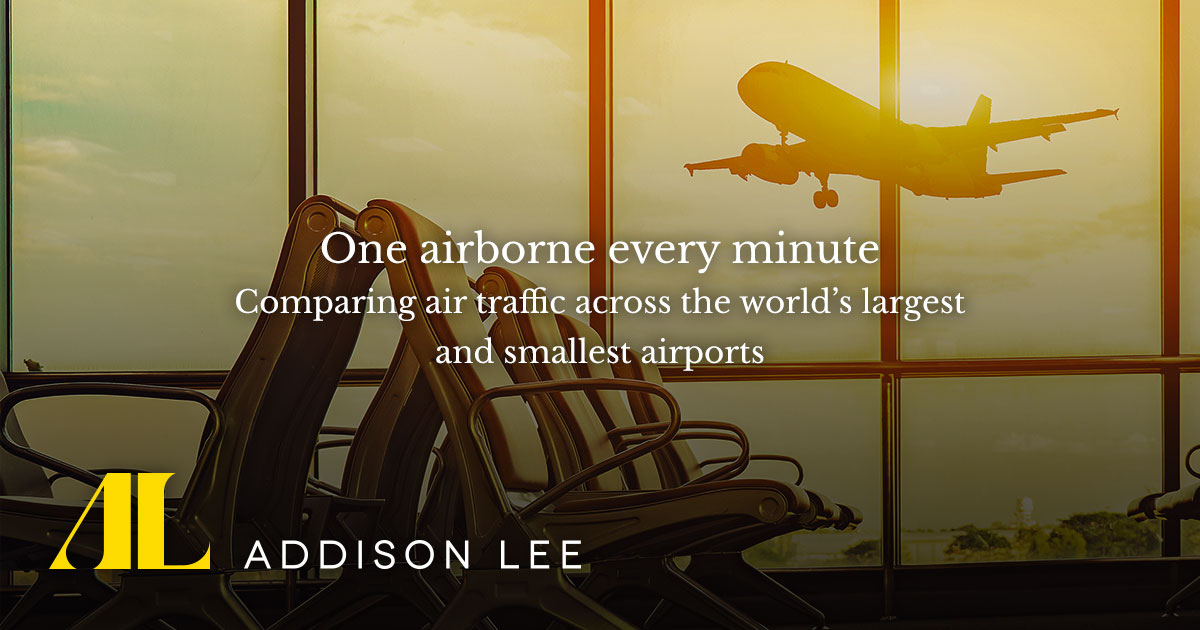 One airborne every minute
Comparing air traffic across the world’s largest
and smallest airports
AL ADDISON LEE